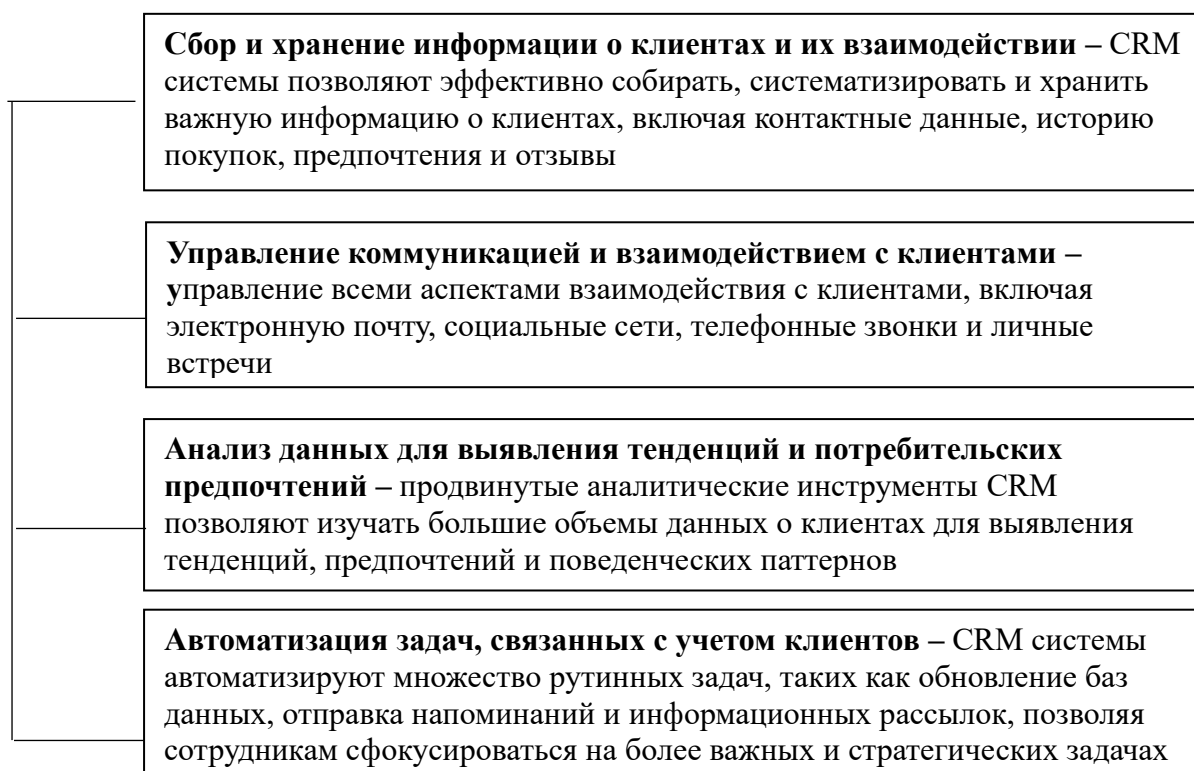 Сбор и хранение информации о клиентах и их взаимодействии – CRM
системы позволяют эффективно собирать, систематизировать и хранить
важную информацию о клиентах, включая контактные данные, историю
покупок, предпочтения и отзывы
Управление коммуникацией и взаимодействием с клиентами –
управление всеми аспектами взаимодействия с клиентами, включая
электронную почту, социальные сети, телефонные звонки и личные
встречи
Анализ данных для выявления тенденций и потребительских
предпочтений – продвинутые аналитические инструменты CRM
позволяют изучать большие объемы данных о клиентах для выявления
тенденций, предпочтений и поведенческих паттернов
Автоматизация задач, связанных с учетом клиентов – CRM системы
автоматизируют множество рутинных задач, таких как обновление баз
данных, отправка напоминаний и информационных рассылок, позволяя
сотрудникам сфокусироваться на более важных и стратегических задачах